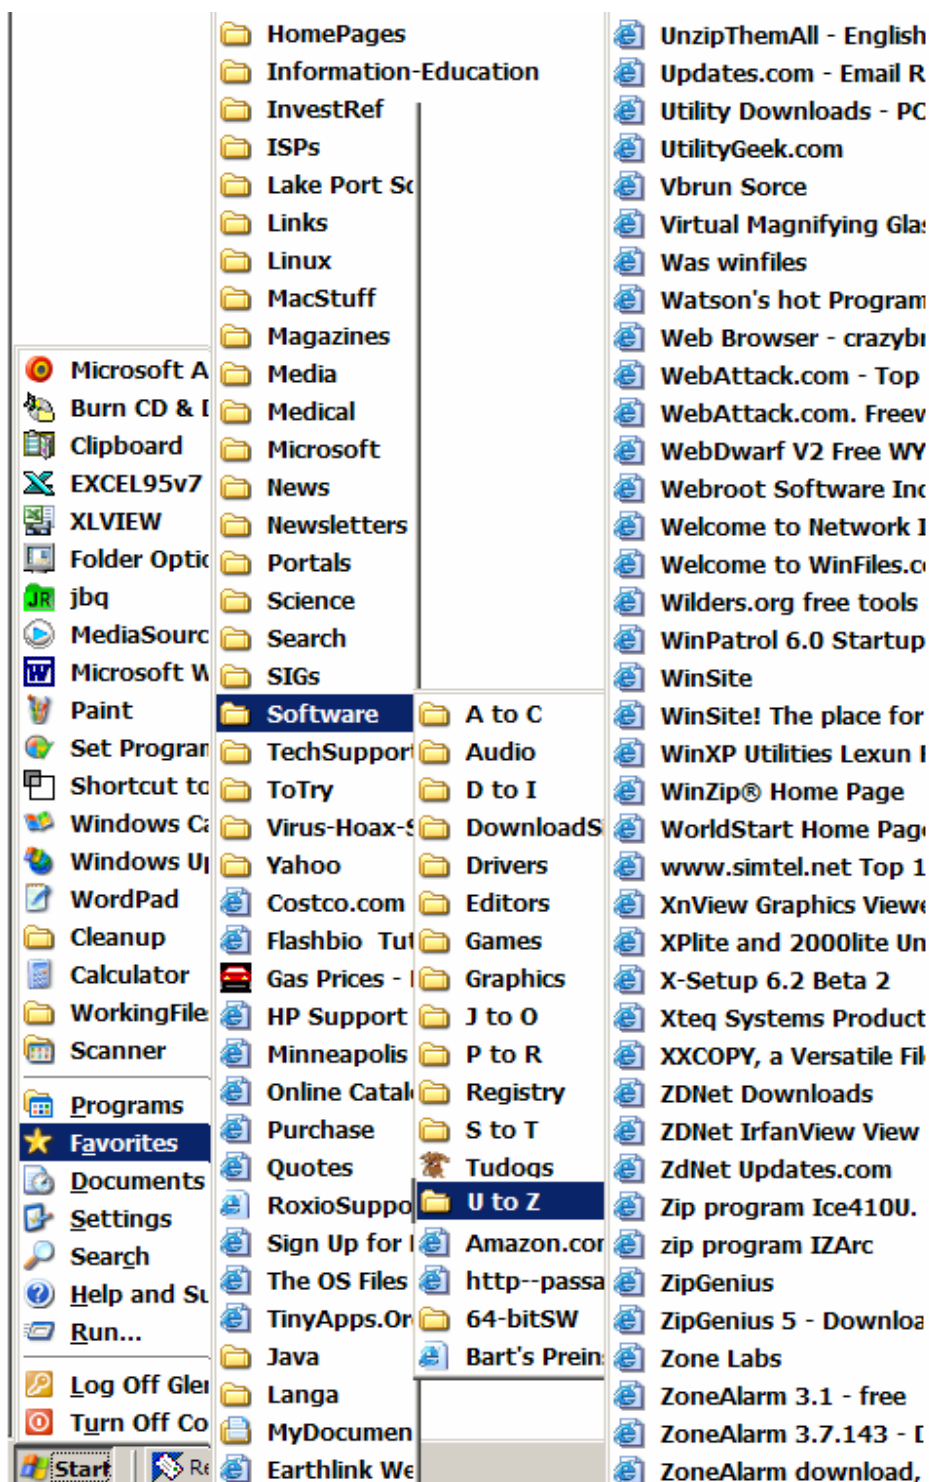 Microsoft A
Burn CD &
Clipboard
EXCEL95v7
XLVIEW
Folder Optic
jbq
MediaSourc
Microsoft W
Paint
Set Progran
Shortcut to
Windows Ca
Windows Up
WordPad
Cleanup
Calculator
WorkingFile
Scanner
Programs
Favorites
Documents
Settings
Search
Help and Su
Run...
Log Off Gler
Turn Off Co
Start
HomePages
Information-Education
InvestRef
ISPs
Lake Port Sc
Links
Linux
MacStuff
Magazines
Media
Medical
Microsoft
News
Newsletters
Portals
Science
Search
SIGs
Software
TechSupport
ToTry
Virus-Hoax-S
Yahoo
Costco.com
Flashbio Tut
Gas Prices -
HP Support
Minneapolis
Online Catal
Purchase
Quotes
RoxioSuppo
Sign Up for
The OS Files
TinyApps.Or
Java
Langa
MyDocumen
Earthlink We
A to C
Audio
D to I
DownloadS
Drivers
Editors
Games
Graphics
J to O
P to R
Registry
S to T
Tudogs
U to Z
Amazon.com
http--passa
64-bitSW
Bart's Prein
UnzipThemAll - English
Updates.com - Email R
Utility Downloads - PC
UtilityGeek.com
Vbrun Sorce
Virtual Magnifying Glas
Was winfiles
Watson's hot Program
Web Browser - crazybr
WebAttack.com - Top
WebAttack.com. Freew
WebDwarf V2 Free WY
Webroot Software Inc
Welcome to Network I
Welcome to WinFiles.co
Wilders.org free tools
WinPatrol 6.0 Startup
WinSite
WinSite! The place for
WinXP Utilities Lexun
WinZip® Home Page
WorldStart Home Page
www.simtel.net Top 1
XnView Graphics Viewe
XPlite and 2000lite Un
X-Setup 6.2 Beta 2
Xteq Systems Product
XXCOPY, a Versatile File
ZDNet Downloads
ZDNet IrfanView View
ZdNet Updates.com
Zip program Ice410U.
zip program IZArc
ZipGenius
ZipGenius 5 - Downloa
Zone Labs
ZoneAlarm 3.1 - free
ZoneAlarm 3.7.143 -
ZoneAlarm download,